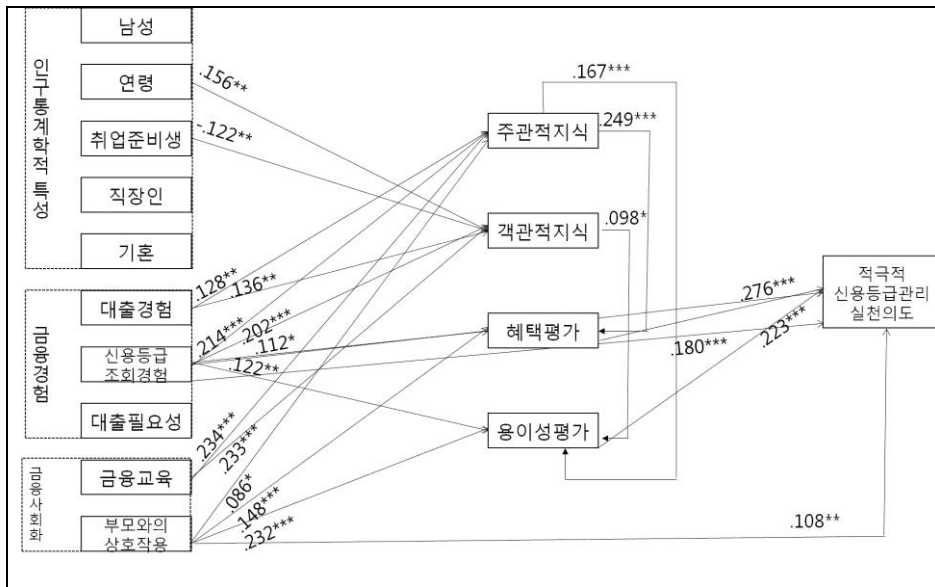 인구통계학적 특성
남성
연령
취업준비생
직장인
기혼
금융경험
대출경험
신용등급
조회경험
대출필요성
금융사회화
금융교육
부모와의
상호작용
.156**
-.122**
.128**
.136**
.214***
.202***
.112*
.122**
.234***
.233***
.086*
.148***
.232***
주관적지식
객관적지식
혜택평가
용이성평가
.167***
.249***
.098*
.276***
.180***
.223***
.108**
적극적
신용등급관리
실천의도